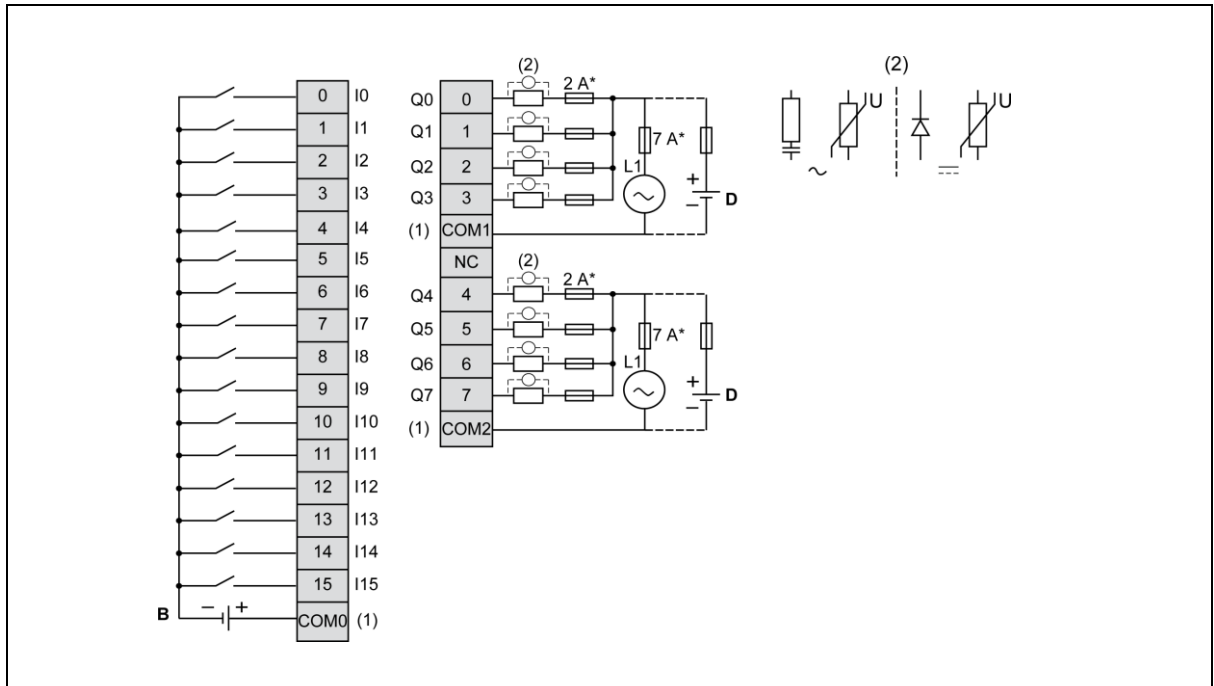 0 I0
1 I1
2 I2
3 I3
4 I4
5 I5
6 I6
7 I7
8 I8
9 I9
10 I10
11 I11
12 I12
13 I13
14 I14
15 I15
B − + COM0 (1)
(2)
2 A*
Q0 0
Q1 1
7 A*
Q2 2
L1
Q3 3
+
− D
(1) COM1
NC
(2)
2 A*
Q4 4
Q5 5
7 A*
Q6 6
L1
Q7 7
+
− D
(1) COM2
(2)
U U